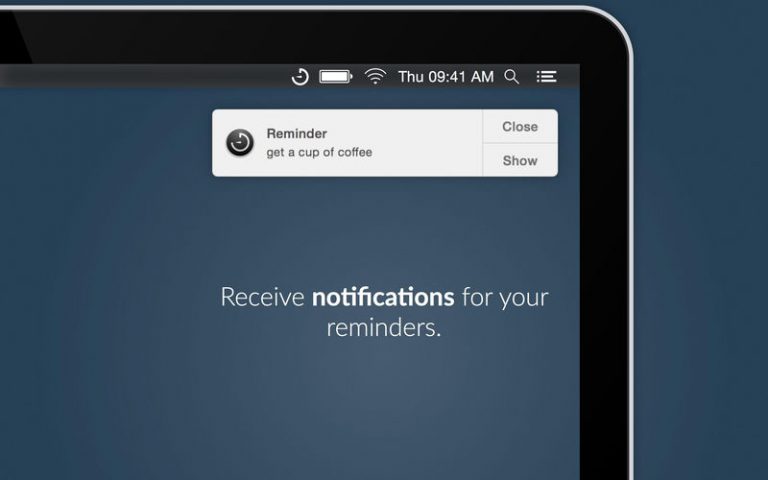 Thu 09:41 AM
Reminder
get a cup of coffee
Close
Show
Receive notifications for your
reminders.